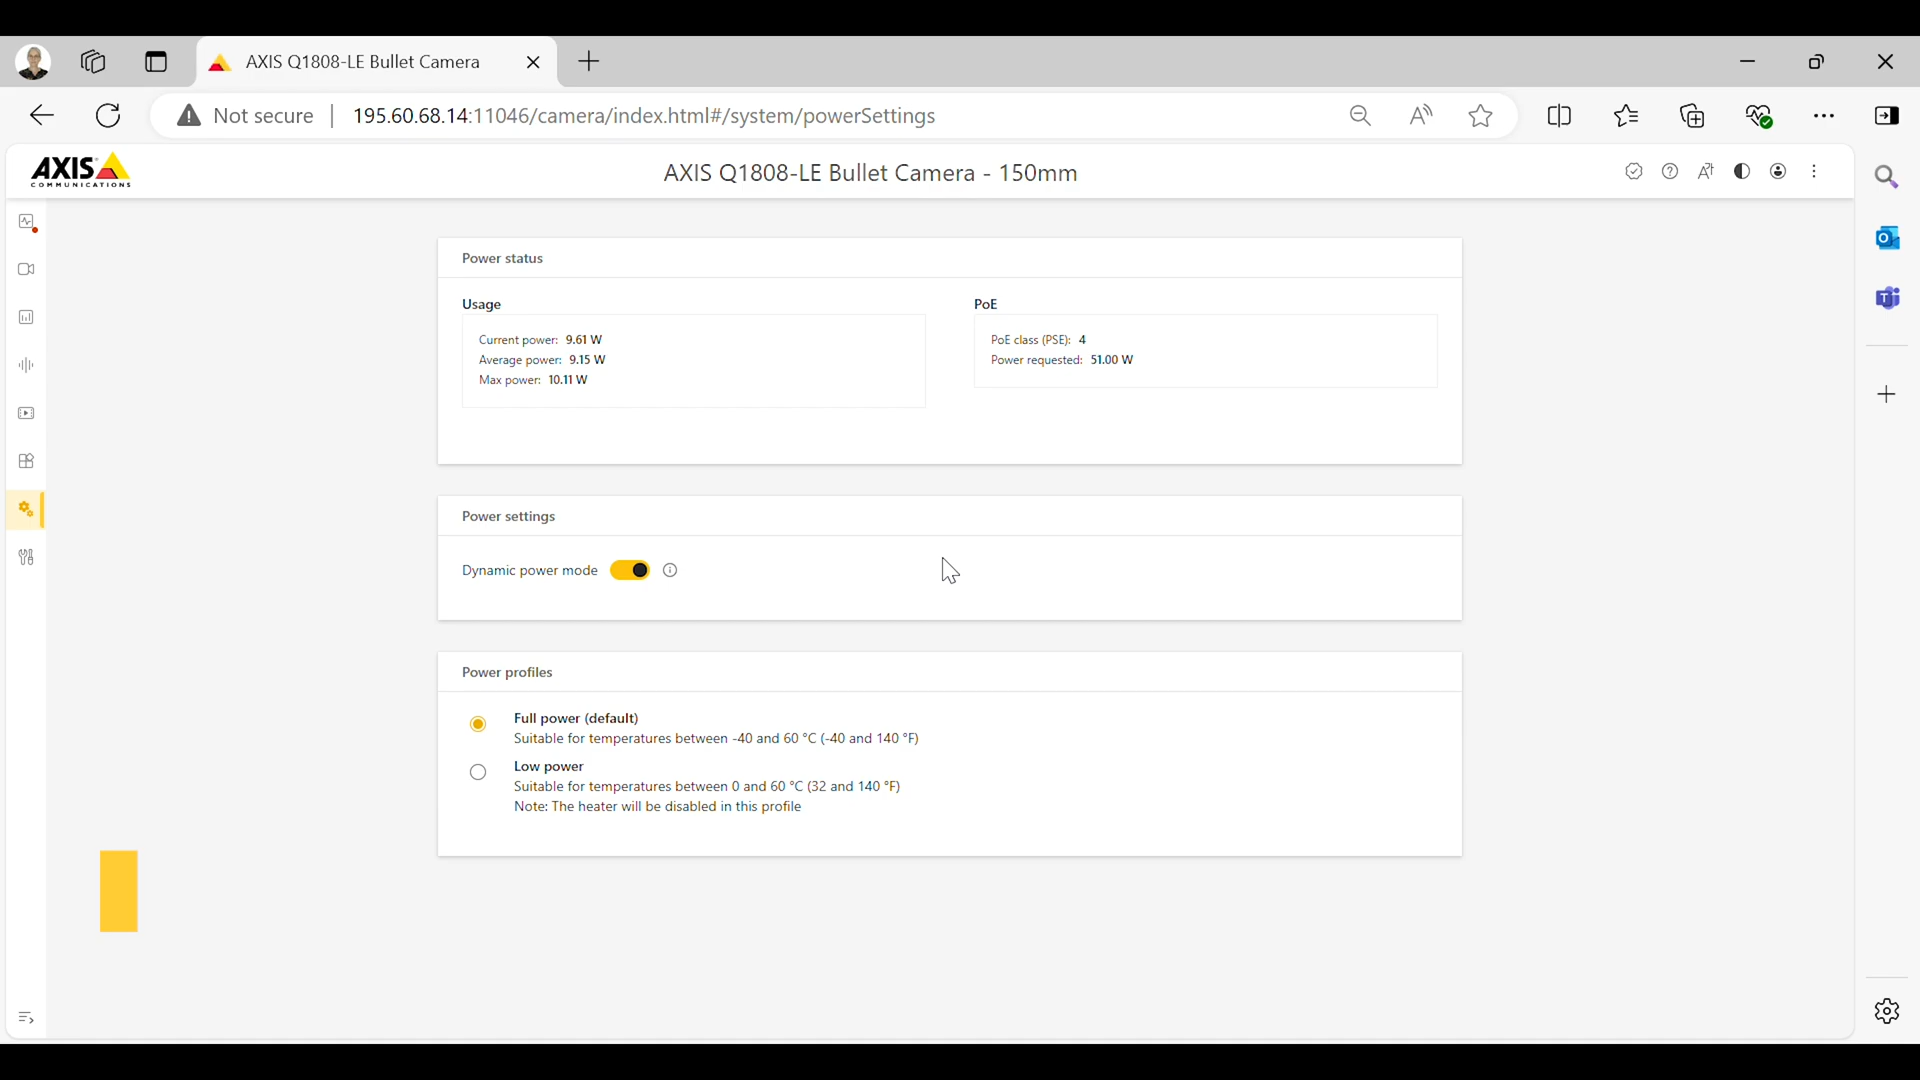 AXIS Q1808-LE Bullet Camera
Not secure
195.60.68.14:11046/camera/index.html#/system/powerSettings
AXIS
COMMUNICATIONS
AXIS Q1808-LE Bullet Camera - 150mm
Power status
Usage
Current power: 9.61 W
Average power: 9.15 W
Max power: 10.11 W
PoE
PoE class (PSE): 4
Power requested: 51.00 W
Power settings
Dynamic power mode
Power profiles
Full power (default)
Suitable for temperatures between -40 and 60 °C (-40 and 140 °F)
Low power
Suitable for temperatures between 0 and 60 °C (32 and 140 °F)
Note: The heater will be disabled in this profile